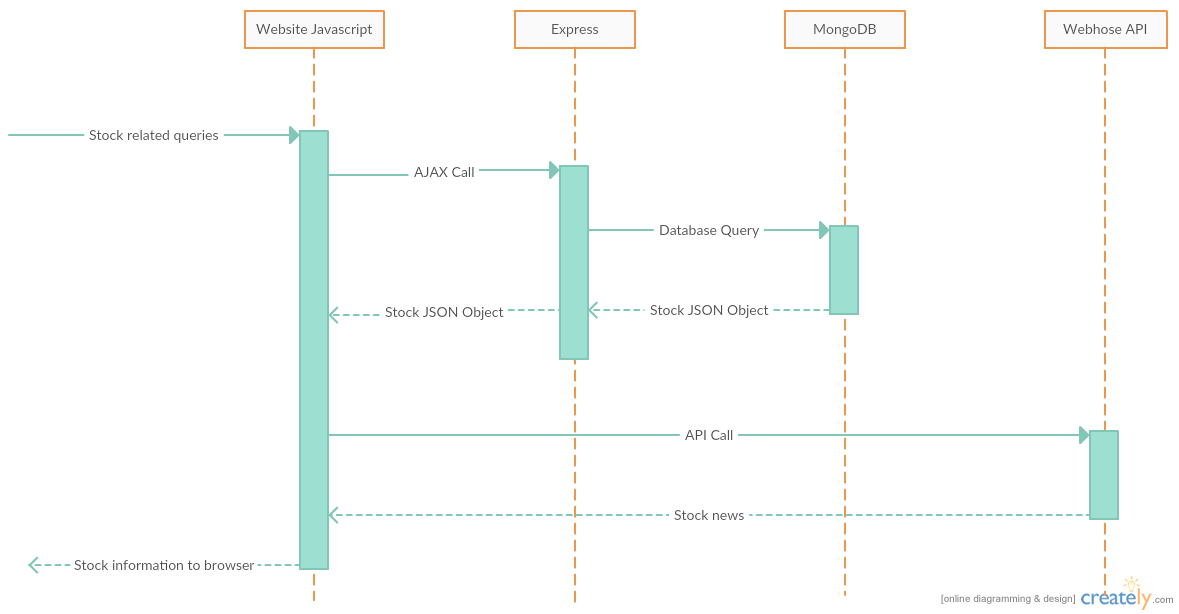 Website Javascript
Express
MongoDB
Webhose API
Stock related queries
AJAX Call
Database Query
Stock JSON Object
Stock JSON Object
API Call
Stock news
Stock information to browser
[online diagramming & design] creately.com